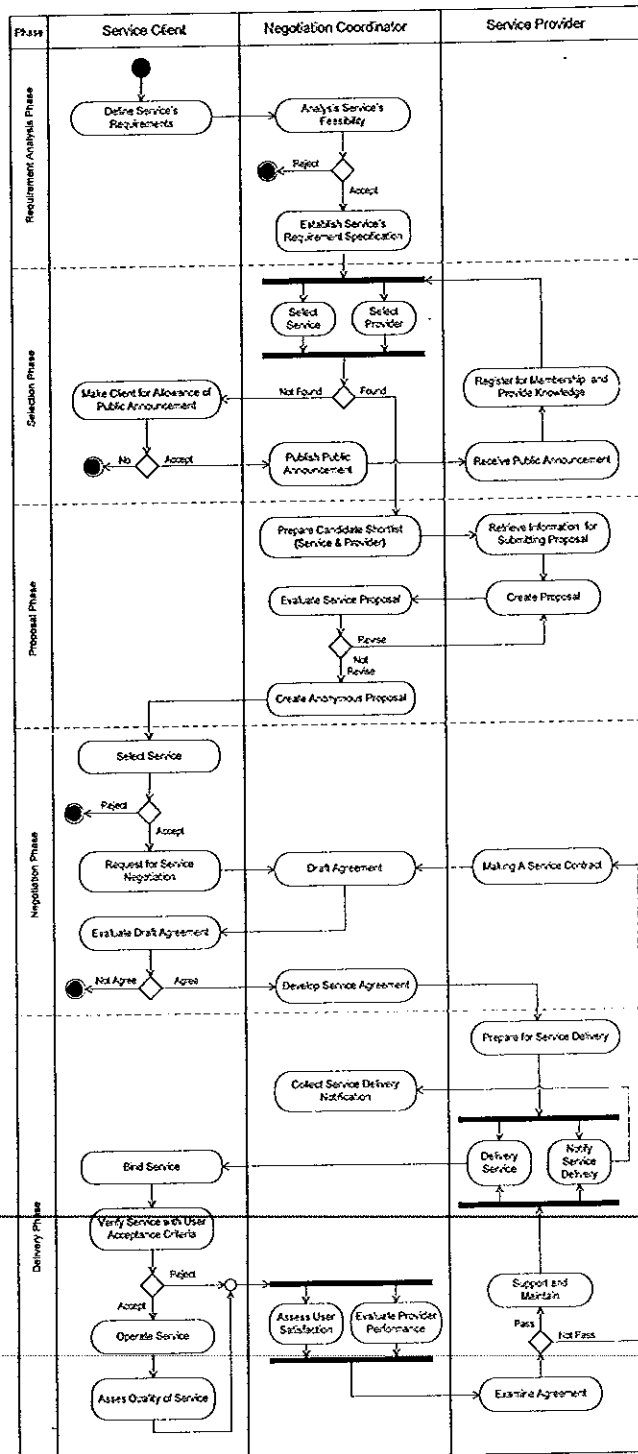 Phase
Service Client
Negotiation Coordinator
Service Provider
Requirement Analysis Phase
Define Service's
Requirements
Analysis Service's
Feasibility
Reject
Accept
Establish Service's
Requirement Specification
Selection Phase
Select
Service
Select
Provider
Make Client for Allowance of
Public Announcement
Not Found
Found
Register for Membership and
Provide Knowledge
No
Accept
Publish Public
Announcement
Receive Public Announcement
Proposal Phase
Prepare Candidate Shortlist
(Service & Provider)
Retrieve Information for
Submitting Proposal
Evaluate Service Proposal
Create Proposal
Revise
Not
Revise
Create Anonymous Proposal
Negotiation Phase
Select Service
Reject
Accept
Request for Service
Negotiation
Draft Agreement
Making A Service Contract
Evaluate Draft Agreement
Not Agree
Agree
Develop Service Agreement
Delivery Phase
Prepare for Service Delivery
Collect Service Delivery
Notification
Bind Service
Delivery
Service
Notify
Service
Delivery
Verify Service with User
Acceptance Criteria
Reject
Accept
Assess User
Satisfaction
Evaluate Provider
Performance
Support and
Maintain
Pass
Not Pass
Operate Service
Asses Quality of Service
Examine Agreement